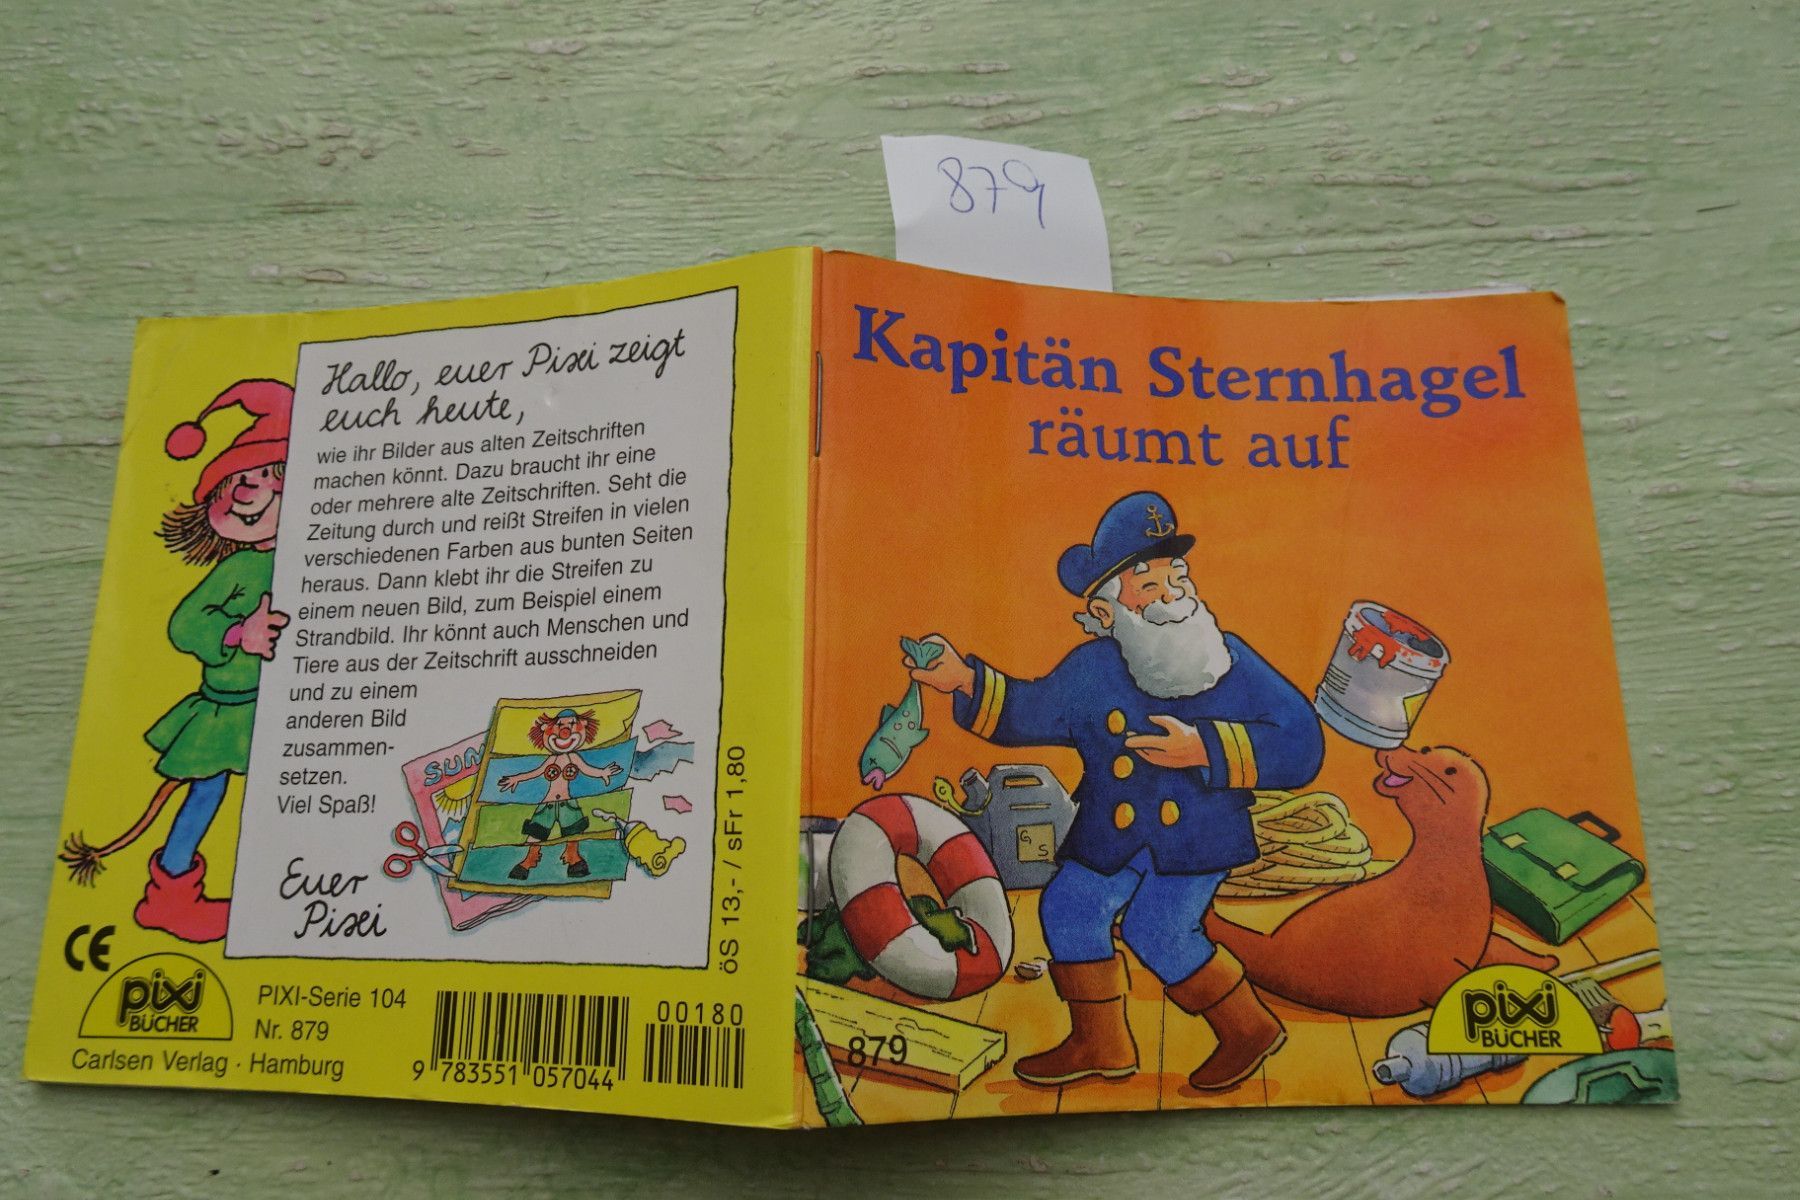 879
Hallo, euer Pixi zeigt
euch heute,
wie ihr Bilder aus alten Zeitschriften
machen könnt. Dazu braucht ihr eine
oder mehrere alte Zeitschriften. Seht die
Zeitung durch und reißt Streifen in vielen
verschiedenen Farben aus bunten Seiten
heraus. Dann klebt ihr die Streifen zu
einem neuen Bild, zum Beispiel einem
Strandbild. Ihr könnt auch Menschen und
Tiere aus der Zeitschrift ausschneiden
und zu einem
anderen Bild
zusammen-
setzen.
Viel Spaß!
SUN
Euer
Pixi
öS 13,- / sFr 1,80
CE
pixi
BÜCHER
Carlsen Verlag · Hamburg
PIXI-Serie 104
Nr. 879
9 783551 057044
00180
Kapitän Sternhagel
räumt auf
G
S
879
pixi
BÜCHER